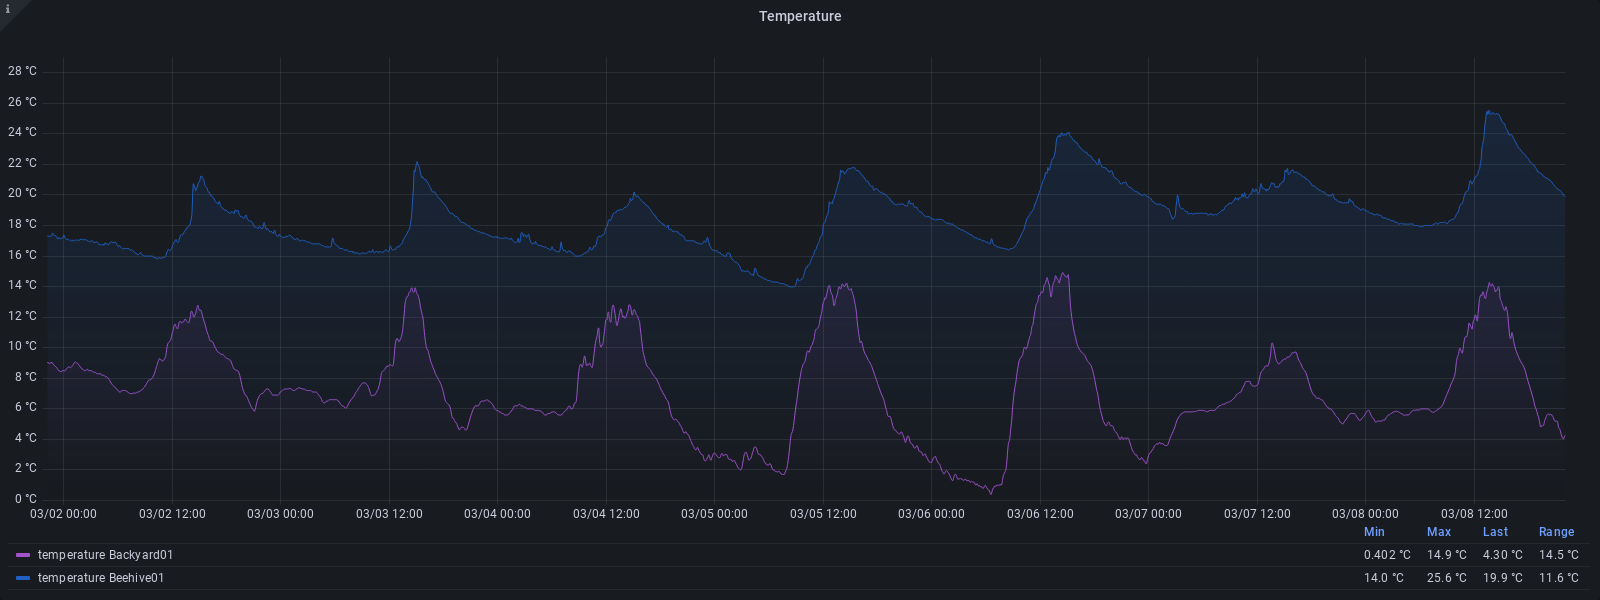 i
Temperature
28 °C
26 °C
24 °C
22 °C
20 °C
18 °C
16 °C
14 °C
12 °C
10 °C
8 °C
6 °C
4 °C
2 °C
0 °C
03/02 00:00 03/02 12:00 03/03 00:00 03/03 12:00 03/04 00:00 03/04 12:00 03/05 00:00 03/05 12:00 03/06 00:00 03/06 12:00 03/07 00:00 03/07 12:00 03/08 00:00 03/08 12:00
Min Max Last Range
temperature Backyard01 0.402 °C 14.9 °C 4.30 °C 14.5 °C
temperature Beehive01 14.0 °C 25.6 °C 19.9 °C 11.6 °C